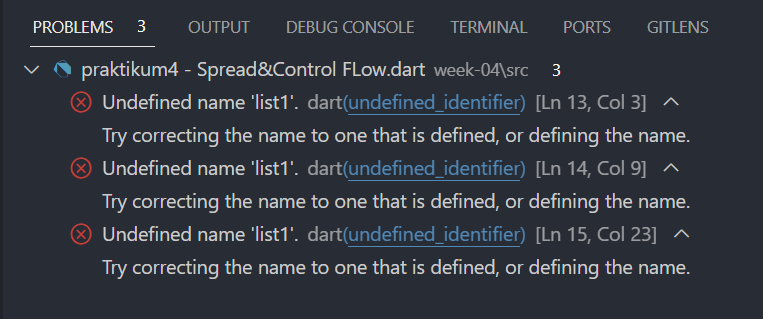 PROBLEMS 3 OUTPUT DEBUG CONSOLE TERMINAL PORTS GITLENS
praktikum4 - Spread&Control FLow.dart week-04\src 3
Undefined name 'list1'. dart(undefined_identifier) [Ln 13, Col 3]
Try correcting the name to one that is defined, or defining the name.
Undefined name 'list1'. dart(undefined_identifier) [Ln 14, Col 9]
Try correcting the name to one that is defined, or defining the name.
Undefined name 'list1'. dart(undefined_identifier) [Ln 15, Col 23]
Try correcting the name to one that is defined, or defining the name.